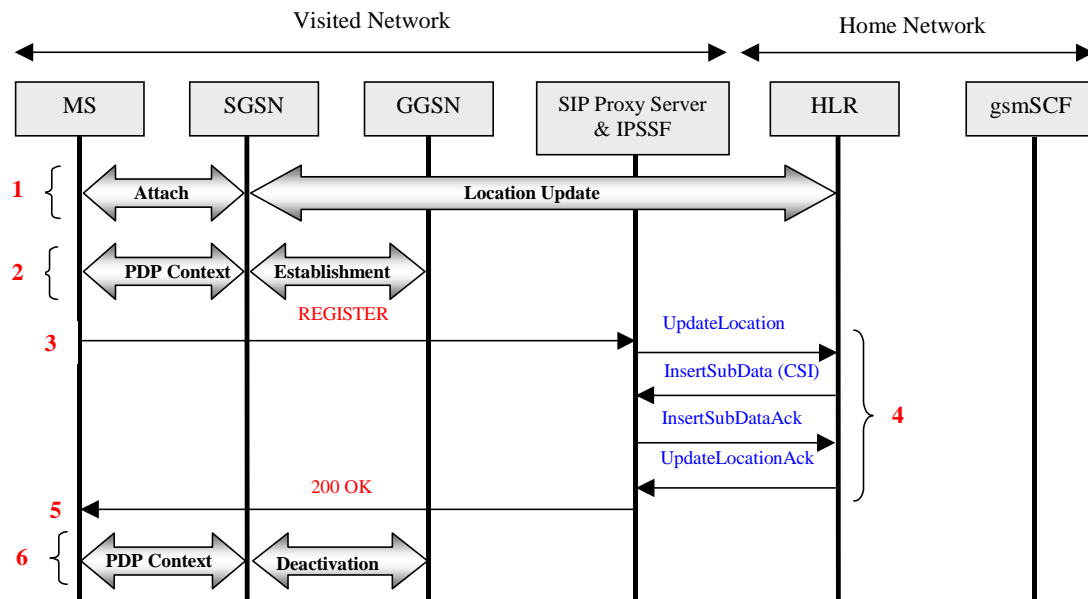 Visited Network
Home Network
MS
SGSN
GGSN
SIP Proxy Server
& IPSSF
HLR
gsmSCF
1
Attach
Location Update
2
PDP Context
Establishment
REGISTER
3
UpdateLocation
InsertSubData (CSI)
4
InsertSubDataAck
UpdateLocationAck
200 OK
5
6
PDP Context
Deactivation